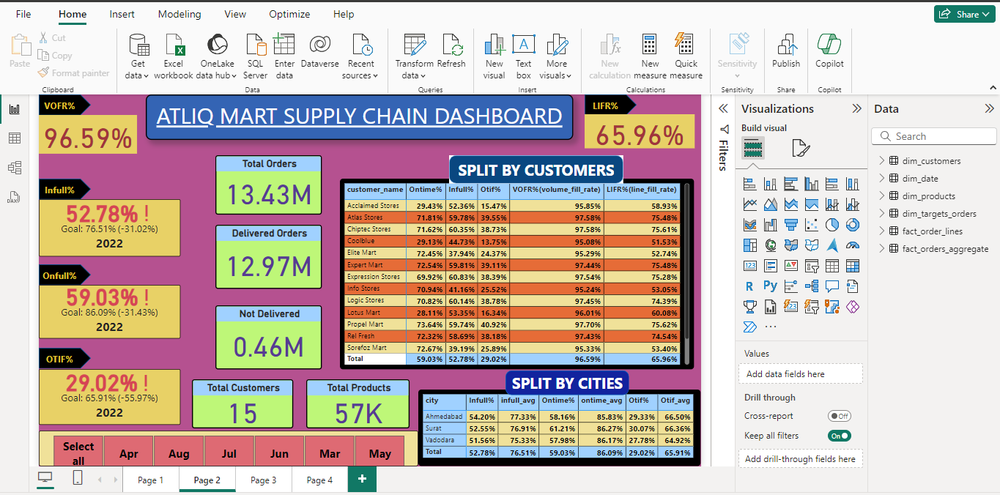 File Home Insert Modeling View Optimize Help Share
Paste Cut Copy Format painter
Clipboard
Get data Excel workbook OneLake data hub SQL Server Enter data Dataverse Recent sources
Data
Transform data Refresh
Queries
New visual Text box More visuals
Insert
New calculation New measure Quick measure
Calculations
Sensitivity
Sensitivity
Publish
Share
Copilot
Copilot
VOFR%
96.59%
ATLIQ MART SUPPLY CHAIN DASHBOARD
LIFR%
65.96%
Infull%
52.78% !
Goal: 76.51% (-31.02%)
2022
Onfull%
59.03% !
Goal: 86.09% (-31.43%)
2022
OTIF%
29.02% !
Goal: 65.91% (-55.97%)
2022
Total Orders
13.43M
Delivered Orders
12.97M
Not Delivered
0.46M
Total Customers
15
Total Products
57K
SPLIT BY CUSTOMERS
customer_name Ontime% Infull% Otif% VOFR%(volume_fill_rate) LIFR%(line_fill_rate)
Acclaimed Stores 29.43% 52.36% 15.47% 95.85% 58.93%
Atlas Stores 71.81% 59.78% 39.55% 97.58% 75.48%
Chiptec Stores 71.62% 60.35% 38.73% 97.58% 75.61%
Coolblue 29.13% 44.73% 13.75% 95.08% 51.53%
Elite Mart 72.45% 37.94% 24.37% 95.29% 52.74%
Expert Mart 72.54% 59.81% 39.11% 97.44% 75.48%
Expression Stores 69.92% 60.83% 38.39% 97.54% 75.28%
Info Stores 70.94% 41.16% 25.52% 95.24% 53.05%
Logic Stores 70.82% 60.14% 38.78% 97.45% 74.39%
Lotus Mart 28.11% 53.35% 16.34% 96.01% 60.08%
Propel Mart 73.64% 59.74% 40.92% 97.70% 75.62%
Rel Fresh 72.32% 58.69% 38.18% 97.43% 74.54%
Sorefoz Mart 72.67% 39.19% 25.89% 95.33% 53.40%
Total 59.03% 52.78% 29.02% 96.59% 65.96%
SPLIT BY CITIES
city Infull% infull_avg Ontime% ontime_avg Otif% Otif_avg
Ahmedabad 54.20% 77.33% 58.16% 85.83% 29.33% 66.50%
Surat 52.55% 76.91% 61.21% 86.27% 30.07% 66.36%
Vadodara 51.56% 75.33% 57.98% 86.17% 27.78% 64.92%
Total 52.78% 76.51% 59.03% 86.09% 29.02% 65.91%
Select all Apr Aug Jul Jun Mar May
Page 1 Page 2 Page 3 Page 4
Filters
Visualizations
Build visual
123
R Py
123
Values
Add data fields here
Drill through
Cross-report Off
Keep all filters On
Add drill-through fields here
Data
Search
dim_customers
dim_date
dim_products
dim_targets_orders
fact_order_lines
fact_orders_aggregate